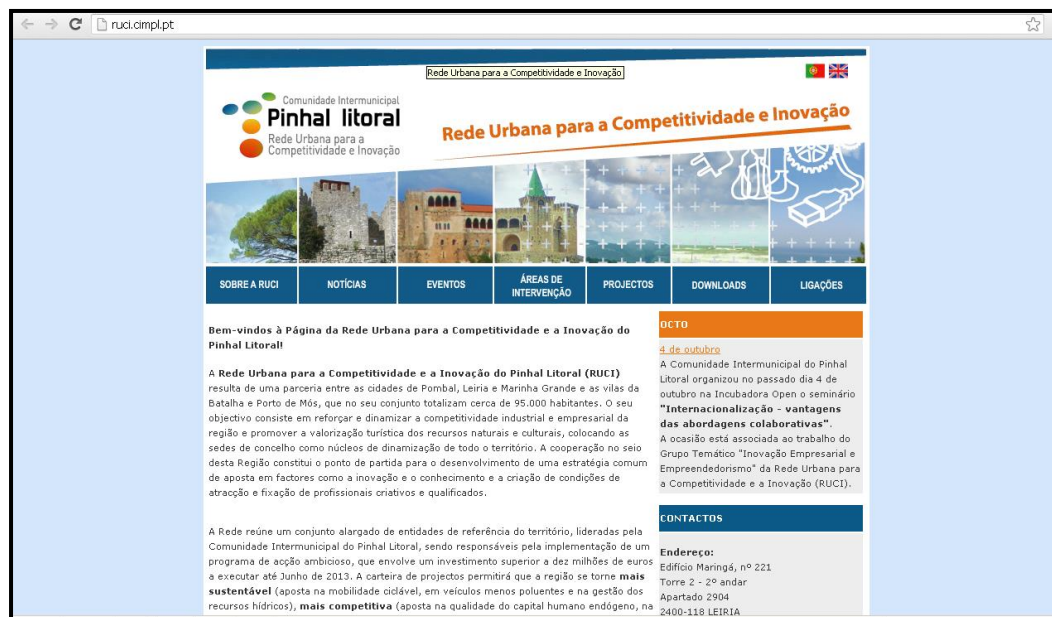 ruci.cimpl.pt
Rede Urbana para a Competitividade e Inovação
Comunidade Intermunicipal
Pinhal litoral
Rede Urbana para a
Competitividade e Inovação
Rede Urbana para a Competitividade e Inovação
SOBRE A RUCI
NOTÍCIAS
EVENTOS
ÁREAS DE
INTERVENÇÃO
PROJECTOS
DOWNLOADS
LIGAÇÕES
Bem-vindos à Página da Rede Urbana para a Competitividade e a Inovação do
Pinhal Litoral!
A Rede Urbana para a Competitividade e a Inovação do Pinhal Litoral (RUCI)
resulta de uma parceria entre as cidades de Pombal, Leiria e Marinha Grande e as vilas da
Batalha e Porto de Mós, que no seu conjunto totalizam cerca de 95.000 habitantes. O seu
objectivo consiste em reforçar e dinamizar a competitividade industrial e empresarial da
região e promover a valorização turística dos recursos naturais e culturais, colocando as
sedes de concelho como núcleos de dinamização de todo o território. A cooperação no seio
desta Região constitui o ponto de partida para o desenvolvimento de uma estratégia comum
de aposta em factores como a inovação e o conhecimento e a criação de condições de
atracção e fixação de profissionais criativos e qualificados.
A Rede reúne um conjunto alargado de entidades de referência do território, lideradas pela
Comunidade Intermunicipal do Pinhal Litoral, sendo responsáveis pela implementação de um
programa de acção ambicioso, que envolve um investimento superior a dez milhões de euros
a executar até Junho de 2013. A carteira de projectos permitirá que a região se torne mais
sustentável (aposta na mobilidade ciclável, em veículos menos poluentes e na gestão dos
recursos hídricos), mais competitiva (aposta na qualidade do capital humano endógeno, na
OCTO
4 de outubro
A Comunidade Intermunicipal do Pinhal
Litoral organizou no passado dia 4 de
outubro na Incubadora Open o seminário
"Internacionalização - vantagens
das abordagens colaborativas".
A ocasião está associada ao trabalho do
Grupo Temático "Inovação Empresarial e
Empreendedorismo" da Rede Urbana para
a Competitividade e a Inovação (RUCI).
CONTACTOS
Endereço:
Edifício Maringá, nº 221
Torre 2 - 2º andar
Apartado 2904
2400-118 LEIRIA